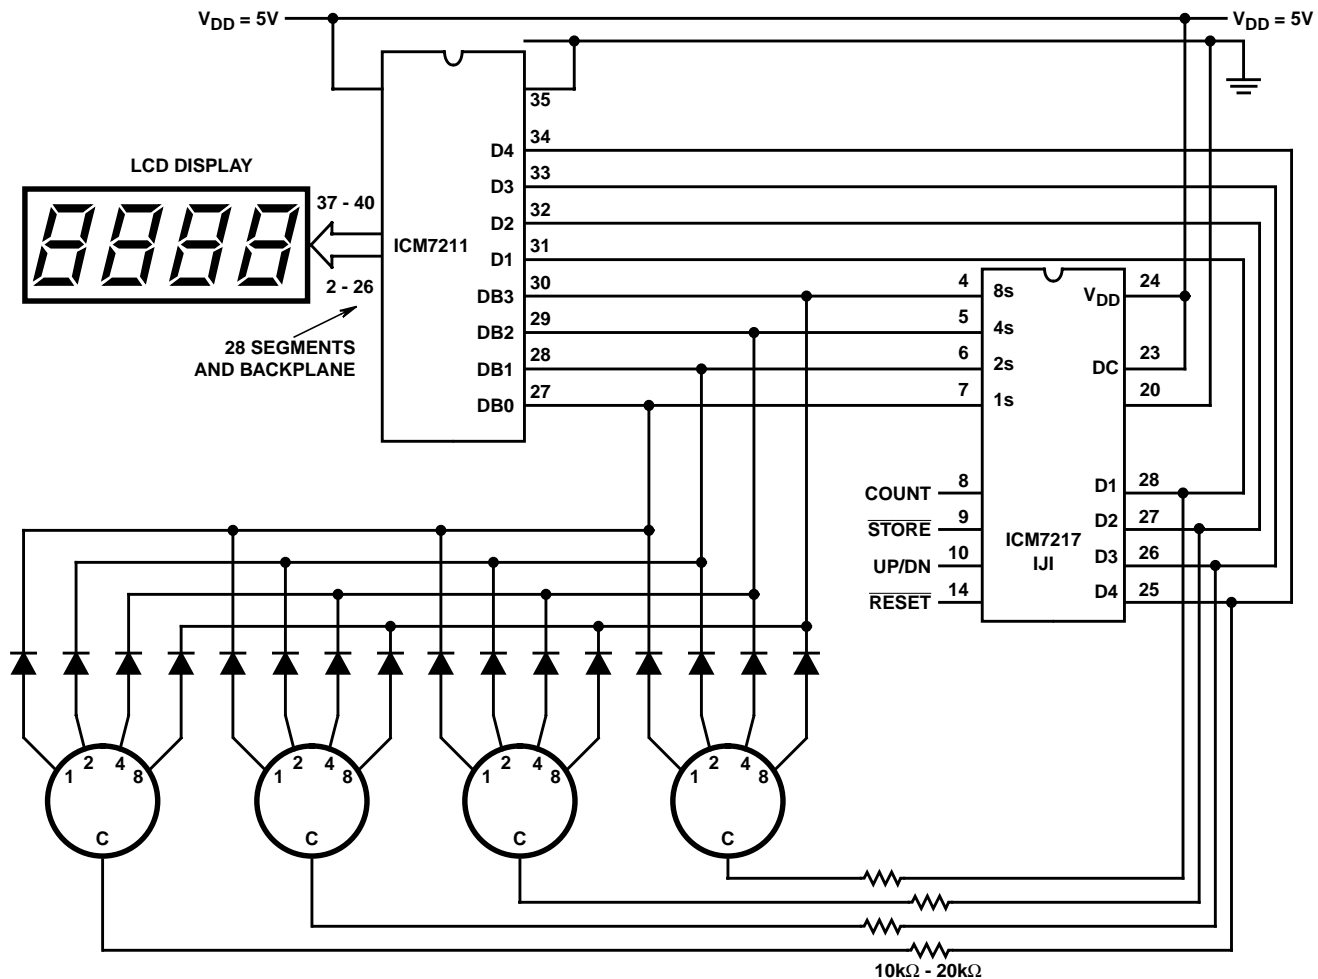 V_DD = 5V
V_DD = 5V
35
LCD DISPLAY
37 - 40
2 - 26
28 SEGMENTS
AND BACKPLANE
ICM7211
D4 34
D3 33
D2 32
D1 31
DB3 30
DB2 29
DB1 28
DB0 27
4 8s
5 4s
6 2s
7 1s
V_DD 24
DC 23
20
COUNT 8
STORE 9
UP/DN 10
RESET 14
ICM7217
IJI
D1 28
D2 27
D3 26
D4 25
1 2 4 8
C
1 2 4 8
C
1 2 4 8
C
1 2 4 8
C
10kΩ - 20kΩ